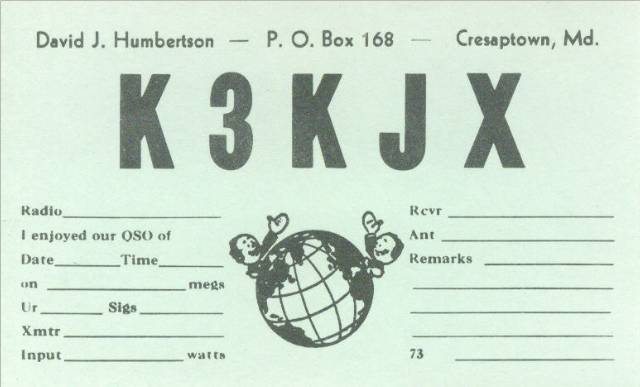 David J. Humbertson — P. O. Box 168 — Cresaptown, Md.
K3KJX
Radio
I enjoyed our QSO of
Date Time
on megs
Ur Sigs
Xmtr
Input watts
Rcvr
Ant
Remarks
73